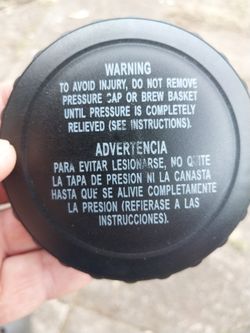 WARNING
TO AVOID INJURY, DO NOT REMOVE
PRESSURE CAP OR BREW BASKET
UNTIL PRESSURE IS COMPLETELY
RELIEVED (SEE INSTRUCTIONS).
ADVERTENCIA
PARA EVITAR LESIONARSE, NO QUITE
LA TAPA DE PRESION NI LA CANASTA
HASTA QUE SE ALIVIE COMPLETAMENTE
LA PRESION (REFIERASE A LAS
INSTRUCCIONES).